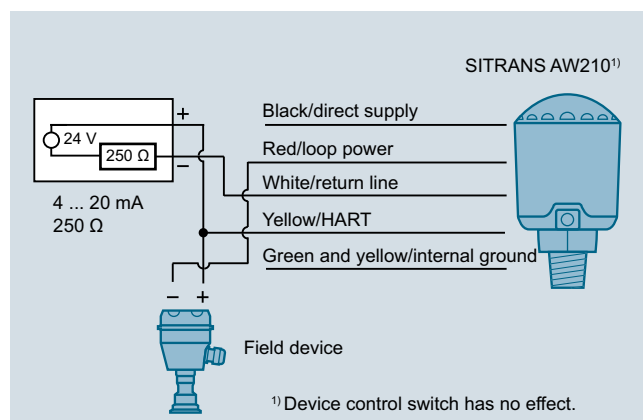 SITRANS AW210¹⁾
Black/direct supply
+
24 V
Red/loop power
250 Ω
−
White/return line
4 ... 20 mA
250 Ω
Yellow/HART
Green and yellow/internal ground
− +
Field device
¹⁾ Device control switch has no effect.